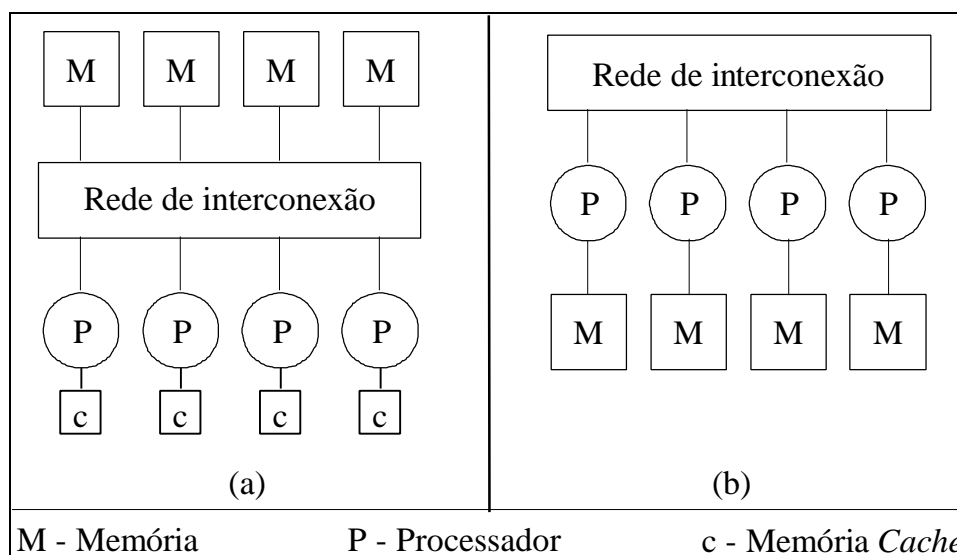 M M M M
Rede de interconexão
P P P P
c c c c
(a)
Rede de interconexão
P P P P
M M M M
(b)
M - Memória P - Processador c - Memória Cache